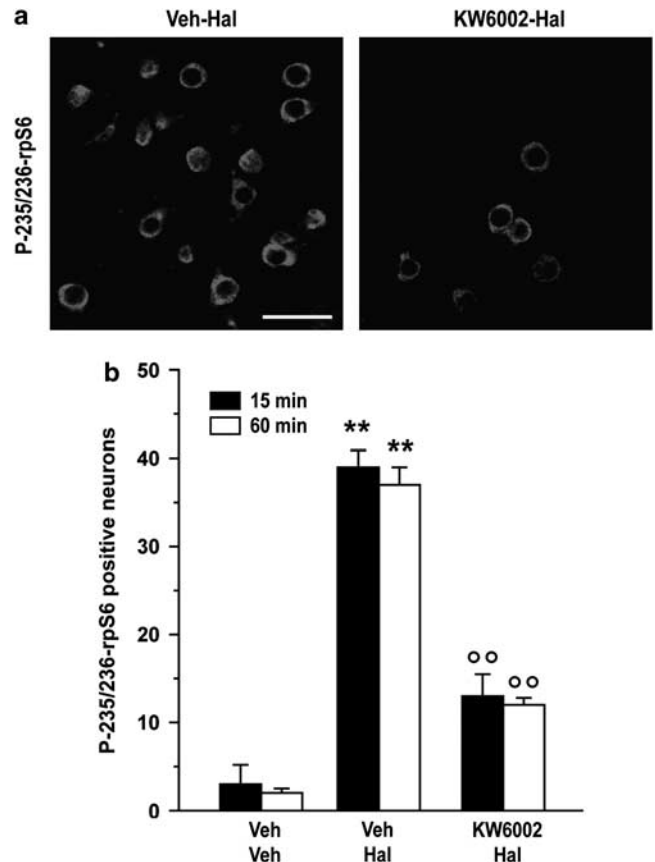 a
Veh-Hal
KW6002-Hal
P-235/236-rpS6
b
P-235/236-rpS6 positive neurons
50
40
30
20
10
0
15 min
60 min
**
**
°°
°°
Veh
Veh
Veh
Hal
KW6002
Hal